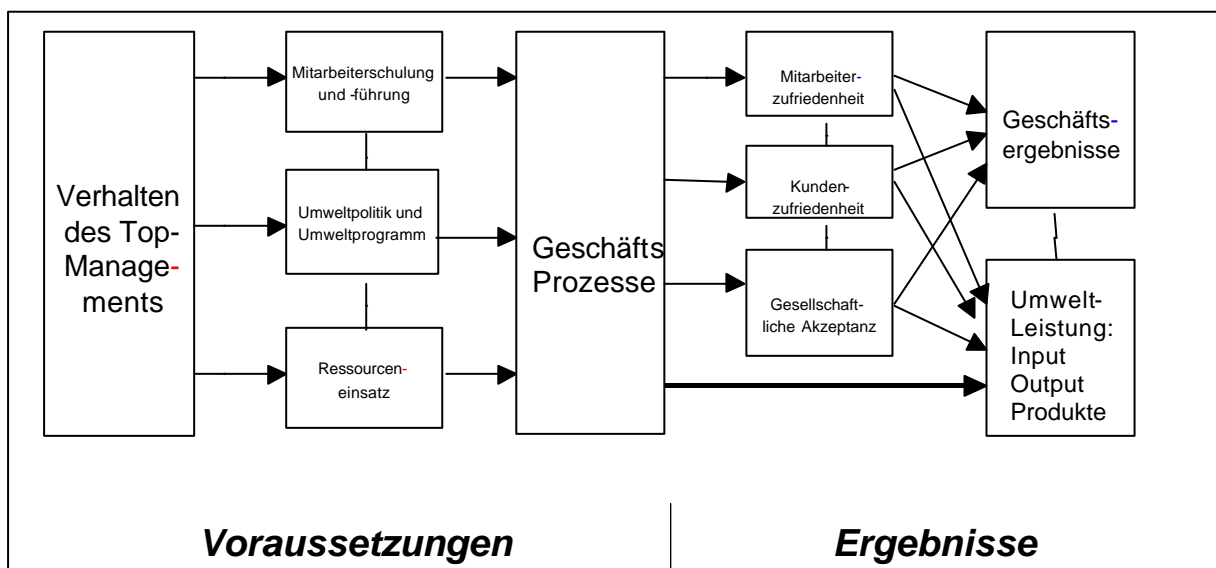 Verhalten
des Top-
Manage-
ments
Mitarbeiterschulung
und -führung
Umweltpolitik und
Umweltprogramm
Ressourcen-
einsatz
Geschäfts
Prozesse
Mitarbeiter-
zufriedenheit
Kunden-
zufriedenheit
Gesellschaft-
liche Akzeptanz
Geschäfts-
ergebnisse
Umwelt-
Leistung:
Input
Output
Produkte
Voraussetzungen
Ergebnisse